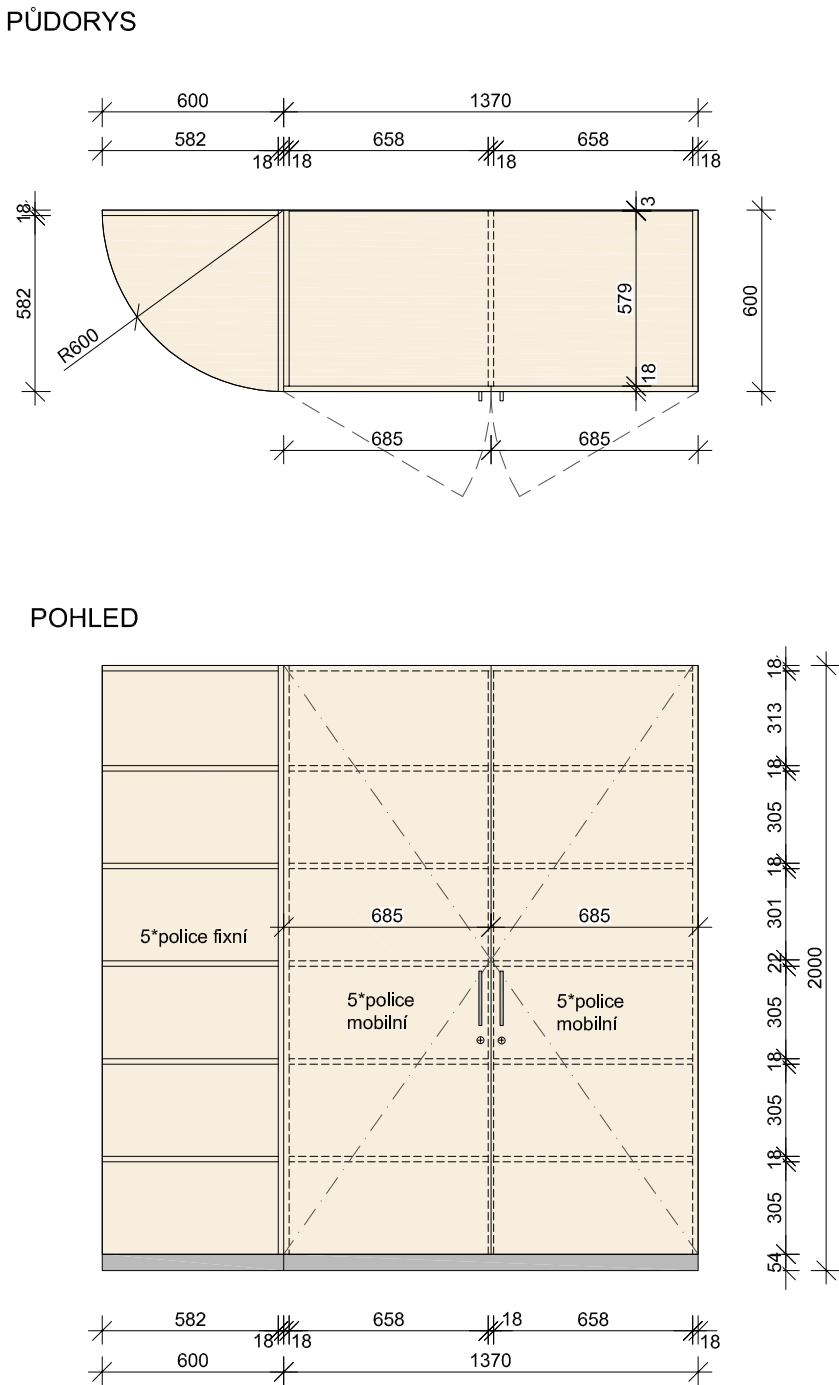 PŮDORYS
600 1370
582 658 658
18 18 18 18
18 3
582 579 600
R600
18
685 685
POHLED
18
313
18
305
18
685 685 301
5*police fixní
22 2000
5*police 5*police
mobilní mobilní
305
18
305
18
305
54
582 658 18 658
18 18 18
600 1370